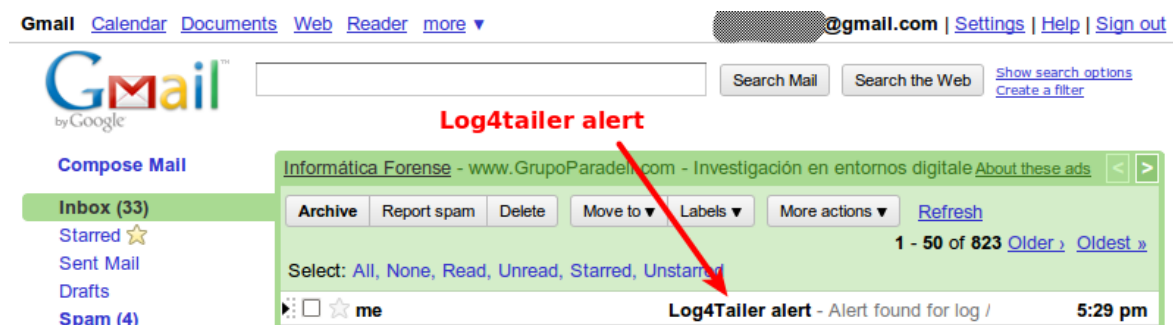 Gmail Calendar Documents Web Reader more ▼ @gmail.com | Settings | Help | Sign out
Gmail™
by Google
Search Mail Search the Web Show search options
Create a filter
Log4tailer alert
Compose Mail
Informática Forense - www.GrupoParadell.com - Investigación en entornos digitale About these ads < >
Inbox (33)
Archive Report spam Delete Move to ▼ Labels ▼ More actions ▼ Refresh
Starred
1 - 50 of 823 Older › Oldest »
Sent Mail
Select: All, None, Read, Unread, Starred, Unstarred
Drafts
me Log4Tailer alert - Alert found for log / 5:29 pm
Spam (4)